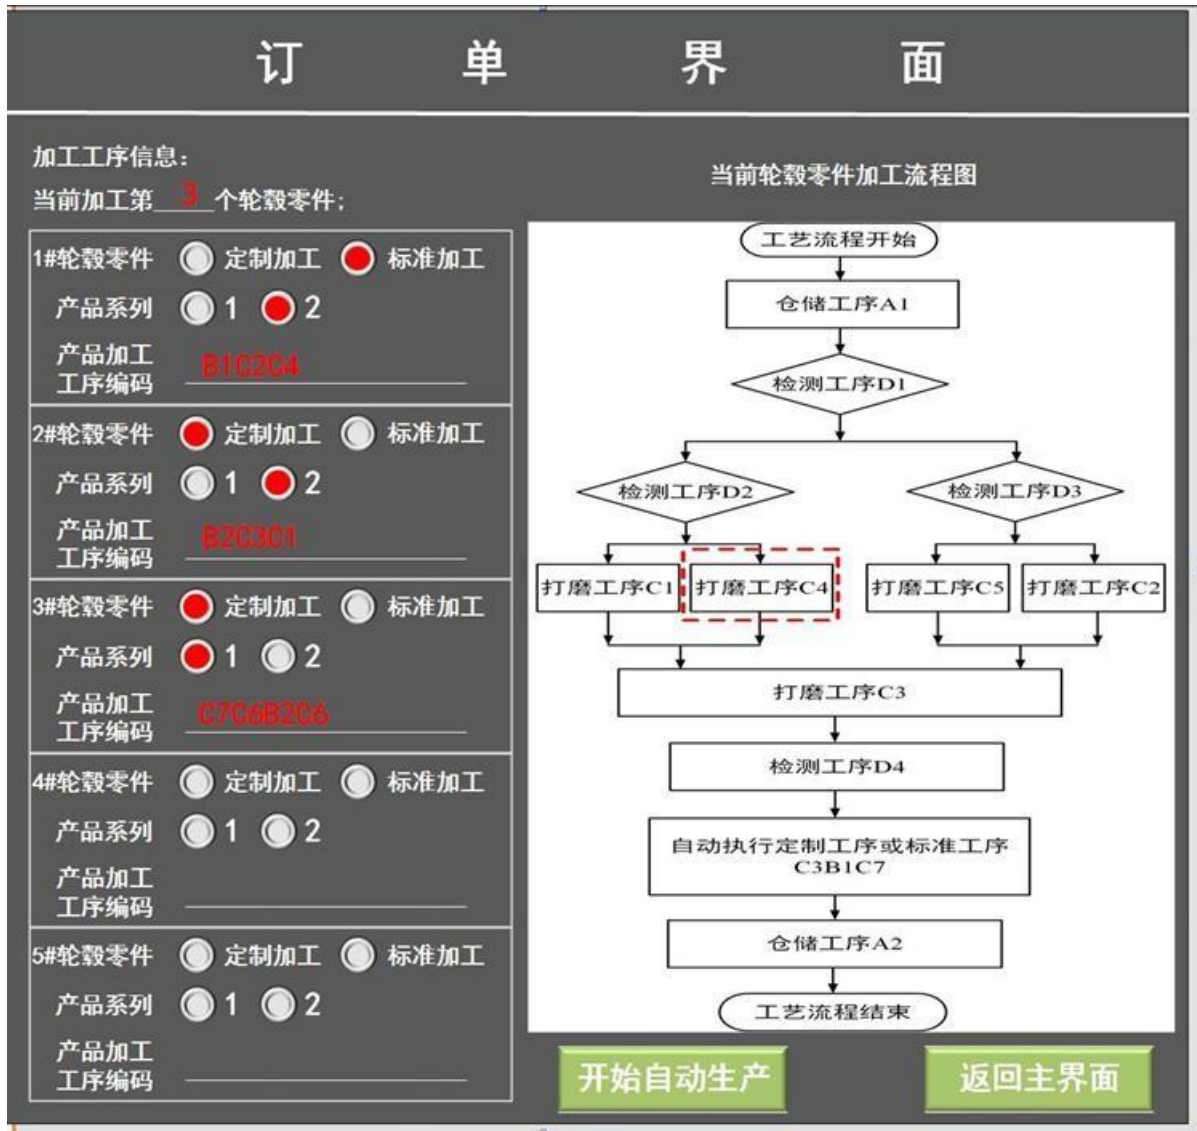 订 单 界 面
加工工序信息：
当前加工第 3 个轮毂零件；
1#轮毂零件 定制加工 标准加工
产品系列 1 2
产品加工
工序编码 B1C2C4
2#轮毂零件 定制加工 标准加工
产品系列 1 2
产品加工
工序编码 B2C3C1
3#轮毂零件 定制加工 标准加工
产品系列 1 2
产品加工
工序编码 C7C6B2C6
4#轮毂零件 定制加工 标准加工
产品系列 1 2
产品加工
工序编码
5#轮毂零件 定制加工 标准加工
产品系列 1 2
产品加工
工序编码
当前轮毂零件加工流程图
工艺流程开始
仓储工序A1
检测工序D1
检测工序D2 检测工序D3
打磨工序C1 打磨工序C4 打磨工序C5 打磨工序C2
打磨工序C3
检测工序D4
自动执行定制工序或标准工序
C3B1C7
仓储工序A2
工艺流程结束
开始自动生产 返回主界面